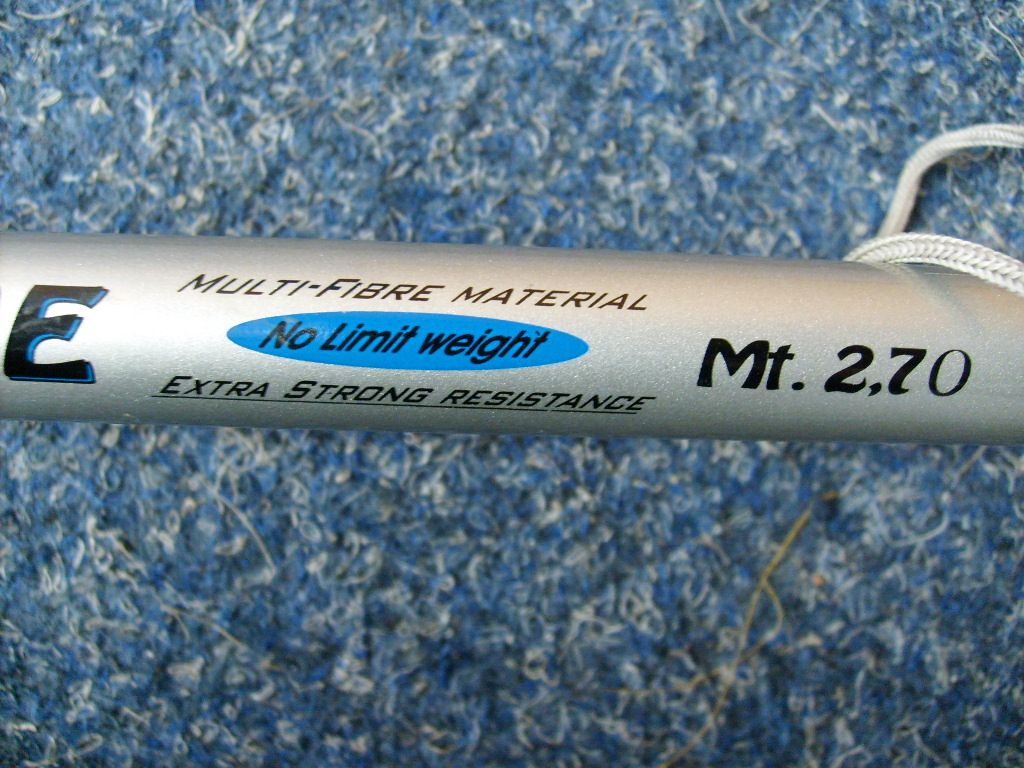 E
MULTI-FIBRE MATERIAL
No Limit weight
EXTRA STRONG RESISTANCE
Mt. 2,70